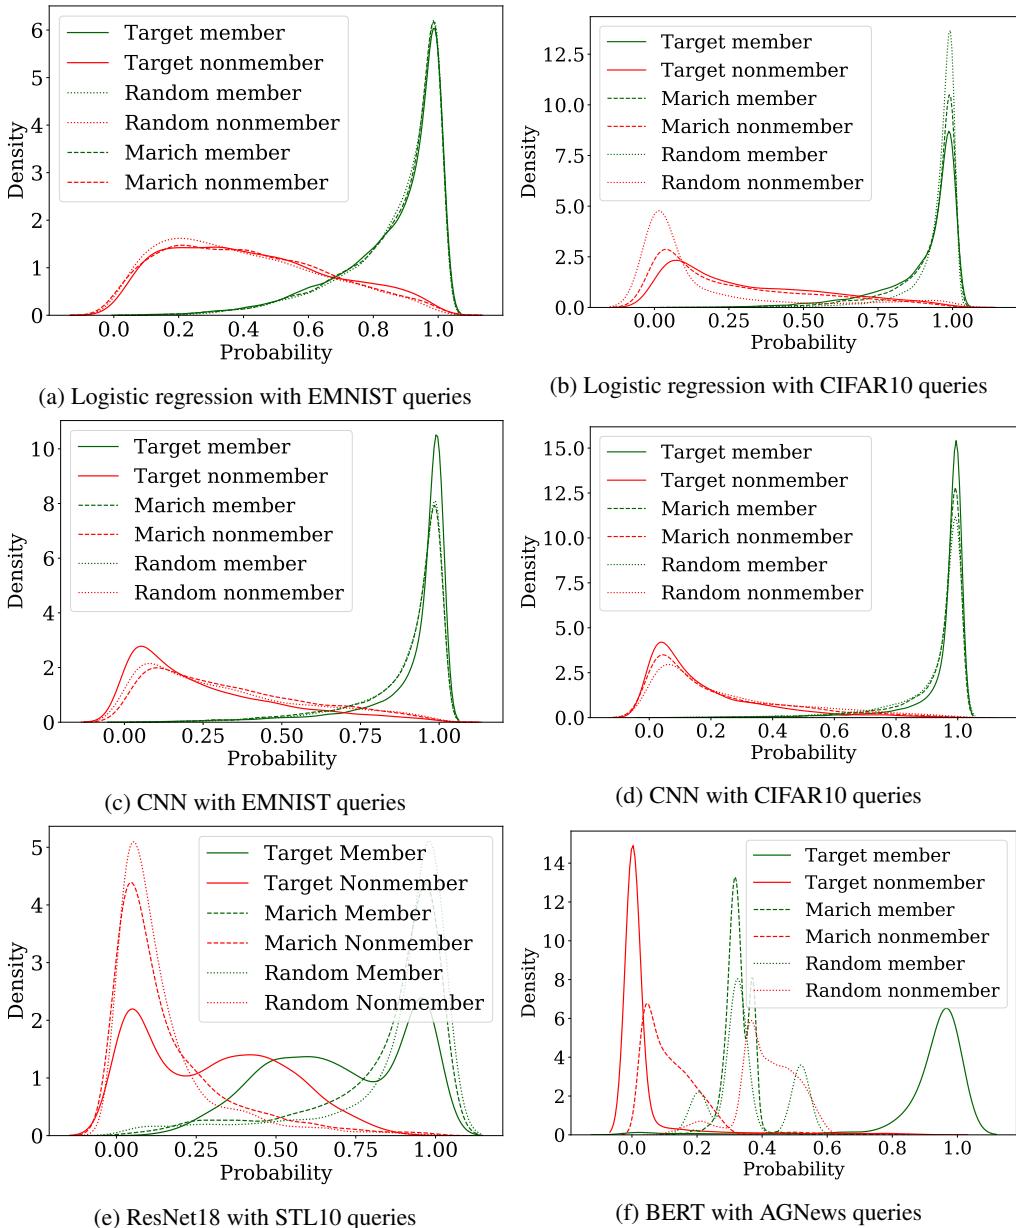 6
5
4
3
2
1
0
Density
Target member
Target nonmember
Random member
Random nonmember
Marich member
Marich nonmember
0.0 0.2 0.4 0.6 0.8 1.0
Probability
(a) Logistic regression with EMNIST queries
12.5
10.0
7.5
5.0
2.5
0.0
Density
Target member
Target nonmember
Marich member
Marich nonmember
Random member
Random nonmember
0.00 0.25 0.50 0.75 1.00
Probability
(b) Logistic regression with CIFAR10 queries
10
8
6
4
2
0
Density
Target member
Target nonmember
Marich member
Marich nonmember
Random member
Random nonmember
0.00 0.25 0.50 0.75 1.00
Probability
(c) CNN with EMNIST queries
15.0
12.5
10.0
7.5
5.0
2.5
0.0
Density
Target member
Target nonmember
Marich member
Marich nonmember
Random member
Random nonmember
0.0 0.2 0.4 0.6 0.8 1.0
Probability
(d) CNN with CIFAR10 queries
5
4
3
2
1
0
Density
Target Member
Target Nonmember
Marich Member
Marich Nonmember
Random Member
Random Nonmember
0.00 0.25 0.50 0.75 1.00
Probability
(e) ResNet18 with STL10 queries
14
12
10
8
6
4
2
0
Density
Target member
Target nonmember
Marich member
Marich nonmember
Random member
Random nonmember
0.0 0.2 0.4 0.6 0.8 1.0
Probability
(f) BERT with AGNews queries